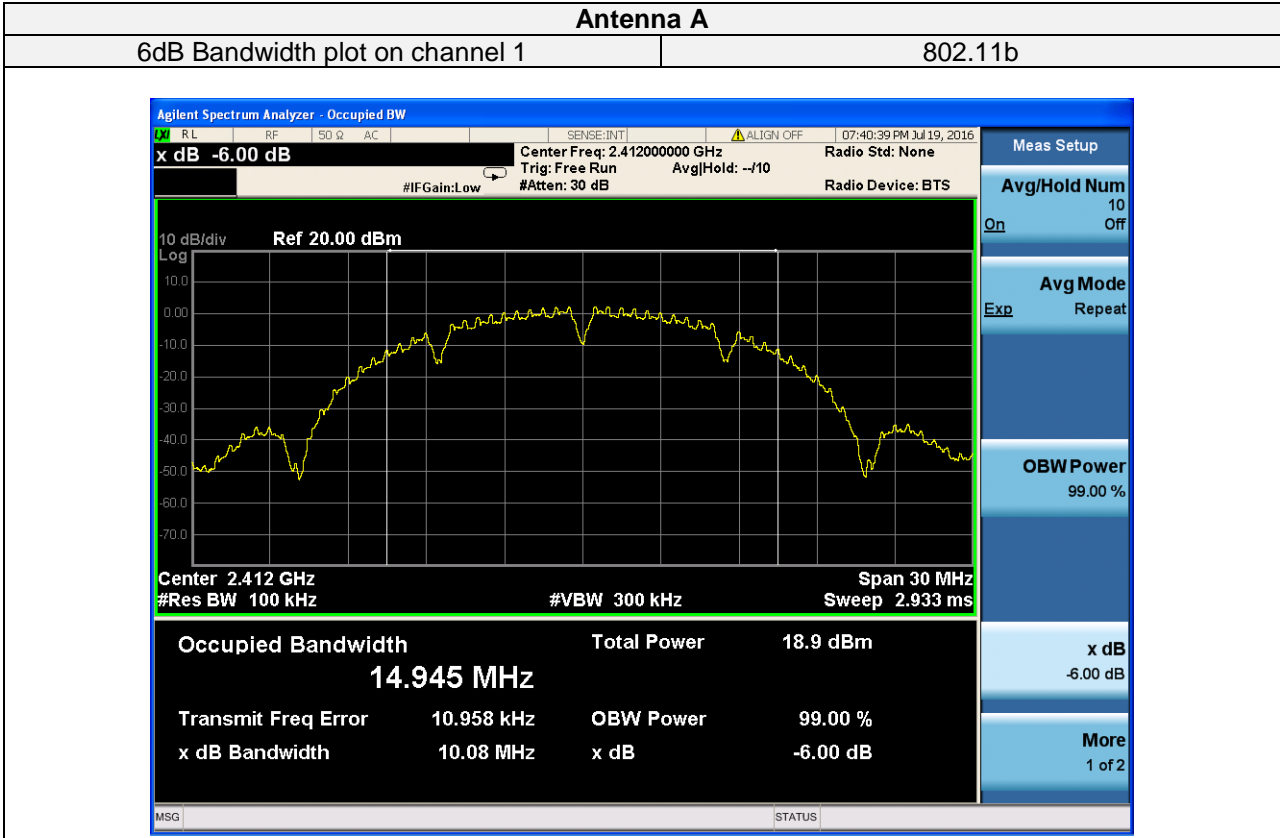 Antenna A
6dB Bandwidth plot on channel 1 802.11b
Agilent Spectrum Analyzer - Occupied BW
LXI RL RF 50 Ω AC SENSE:INT ALIGN OFF 07:40:39 PM Jul 19, 2016
x dB -6.00 dB
Center Freq: 2.412000000 GHz Radio Std: None
Trig: Free Run Avg|Hold: --/10
#IFGain:Low #Atten: 30 dB Radio Device: BTS
10 dB/div Ref 20.00 dBm
Log
10.0
0.00
-10.0
-20.0
-30.0
-40.0
-50.0
-60.0
-70.0
Center 2.412 GHz Span 30 MHz
#Res BW 100 kHz #VBW 300 kHz Sweep 2.933 ms
Occupied Bandwidth Total Power 18.9 dBm
14.945 MHz
Transmit Freq Error 10.958 kHz OBW Power 99.00 %
x dB Bandwidth 10.08 MHz x dB -6.00 dB
MSG STATUS
Meas Setup
Avg/Hold Num
10
On Off
Avg Mode
Exp Repeat
OBW Power
99.00 %
x dB
-6.00 dB
More
1 of 2